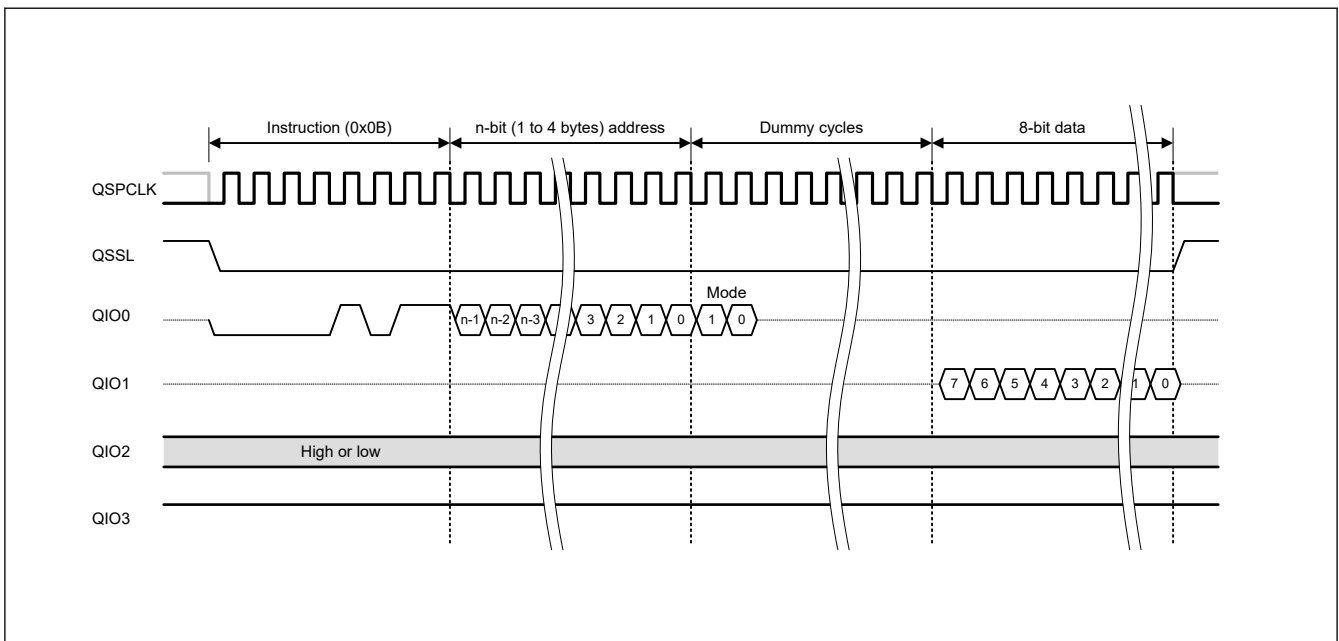 Instruction (0x0B) n-bit (1 to 4 bytes) address Dummy cycles 8-bit data
QSPCLK
QSSL
Mode
QIO0 n-1 n-2 n-3 3 2 1 0 1 0
QIO1 7 6 5 4 3 2 1 0
QIO2 High or low
QIO3